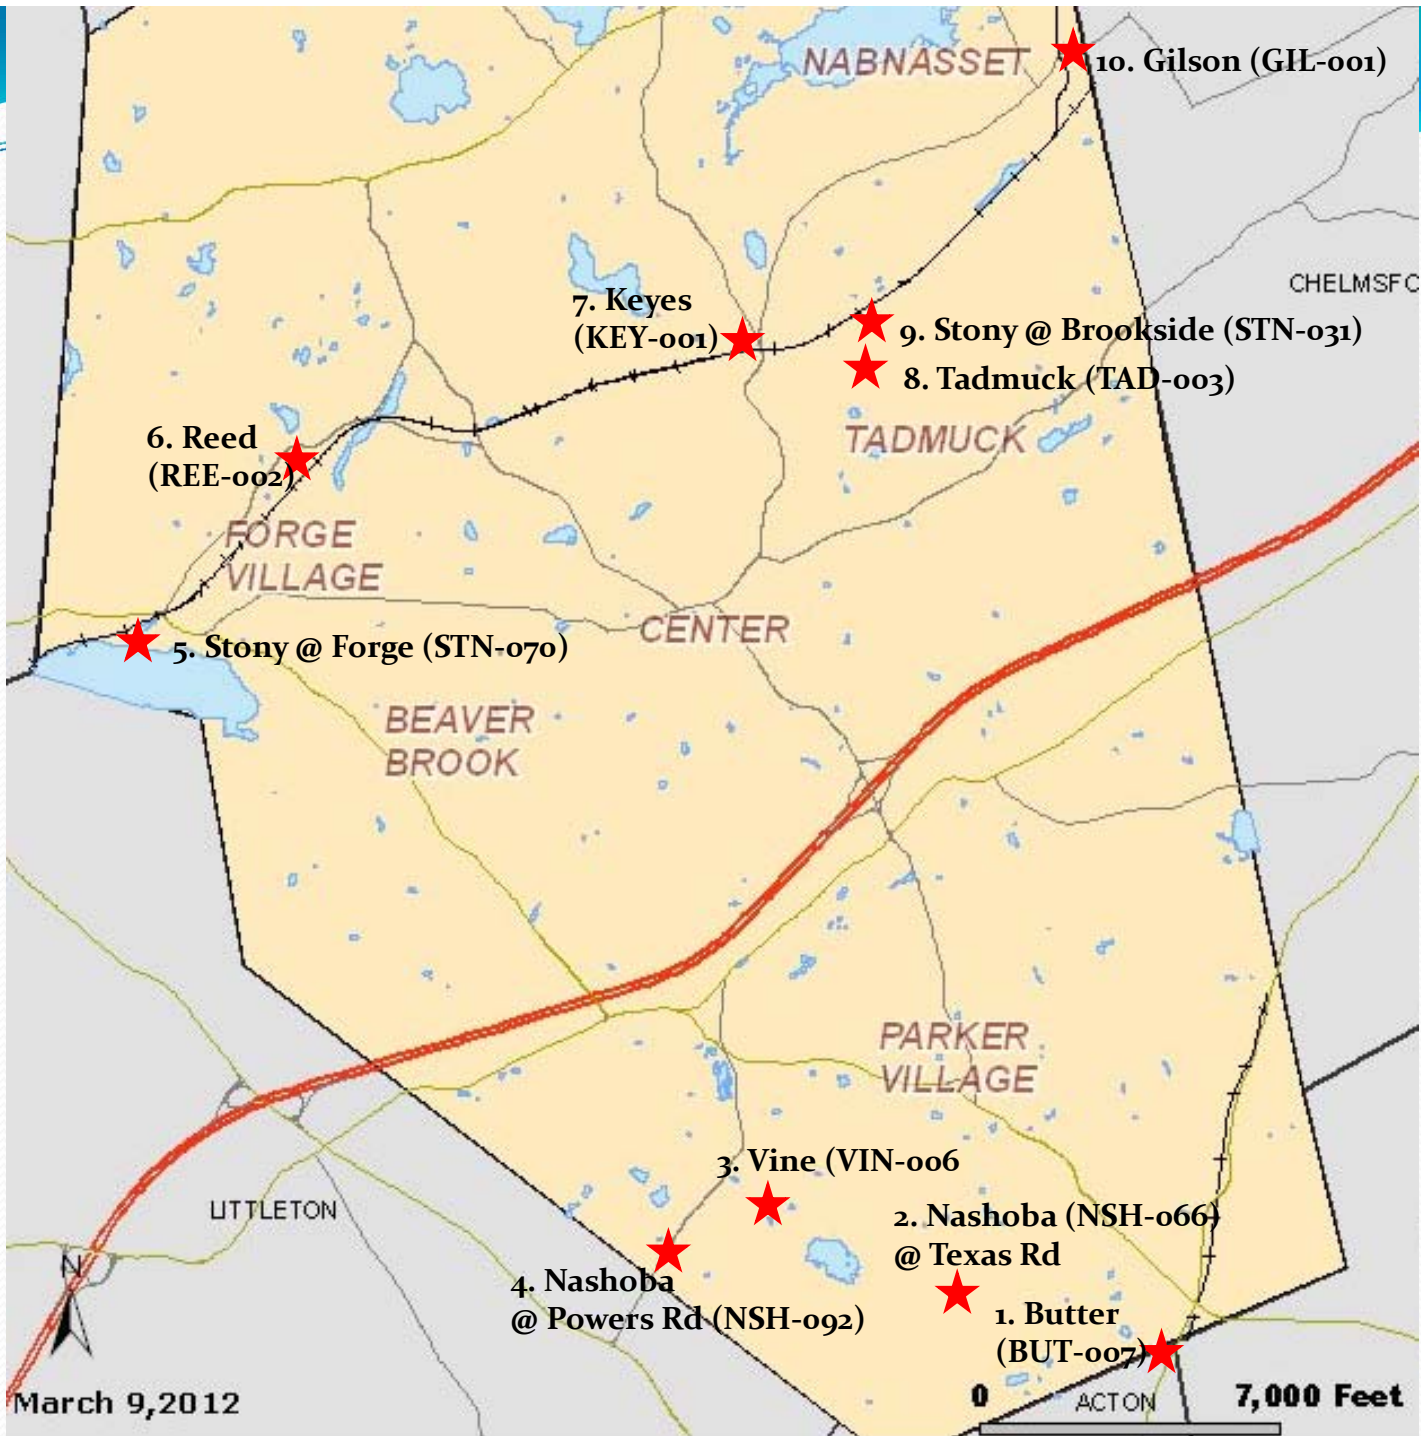 NABNASSET
10. Gilson (GIL-001)
CHELMSFC
7. Keyes
(KEY-001)
9. Stony @ Brookside (STN-031)
8. Tadmuck (TAD-003)
TADMUCK
6. Reed
(REE-002)
FORGE
VILLAGE
CENTER
5. Stony @ Forge (STN-070)
BEAVER
BROOK
PARKER
VILLAGE
3. Vine (VIN-006
LITTLETON
2. Nashoba (NSH-066)
@ Texas Rd
N
4. Nashoba
@ Powers Rd (NSH-092)
1. Butter
(BUT-007)
March 9,2012
0
ACTON
7,000 Feet